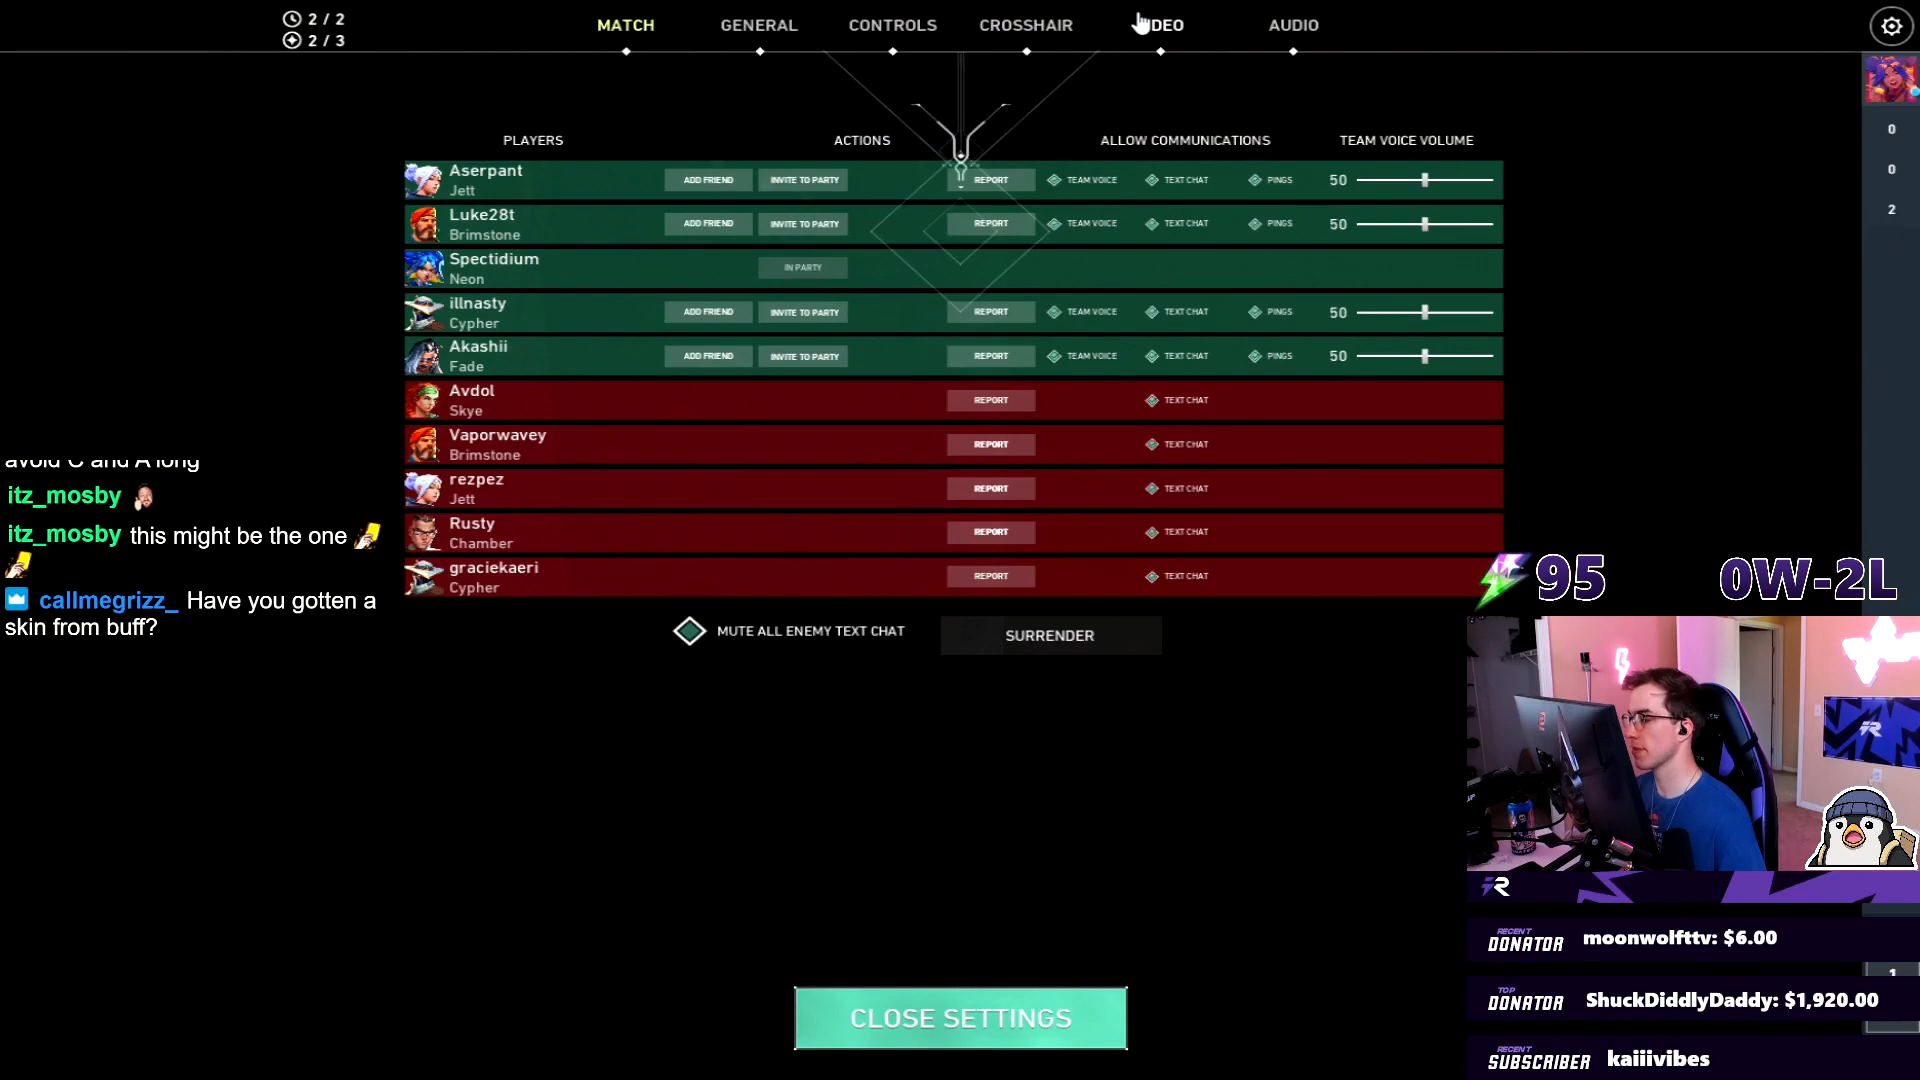 2 / 2
2 / 3
MATCH GENERAL CONTROLS CROSSHAIR DEO AUDIO
PLAYERS ACTIONS ALLOW COMMUNICATIONS TEAM VOICE VOLUME
Aserpant
Jett
ADD FRIEND INVITE TO PARTY REPORT TEAM VOICE TEXT CHAT PINGS 50
Luke28t
Brimstone
ADD FRIEND INVITE TO PARTY REPORT TEAM VOICE TEXT CHAT PINGS 50
Spectidium
Neon
IN PARTY
illnasty
Cypher
ADD FRIEND INVITE TO PARTY REPORT TEAM VOICE TEXT CHAT PINGS 50
Akashii
Fade
ADD FRIEND INVITE TO PARTY REPORT TEAM VOICE TEXT CHAT PINGS 50
Avdol
Skye
REPORT TEXT CHAT
Vaporwavey
Brimstone
REPORT TEXT CHAT
rezpez
Jett
REPORT TEXT CHAT
Rusty
Chamber
REPORT TEXT CHAT
graciekaeri
Cypher
REPORT TEXT CHAT
MUTE ALL ENEMY TEXT CHAT SURRENDER
avoid C and A long
itz_mosby
itz_mosby this might be the one
callmegrizz_ Have you gotten a
skin from buff?
0
0
2
95 0W-2L
RECENT
DONATOR moonwolfttv: $6.00
1
TOP
DONATOR ShuckDiddlyDaddy: $1,920.00
RECENT
SUBSCRIBER kaiiivibes
CLOSE SETTINGS